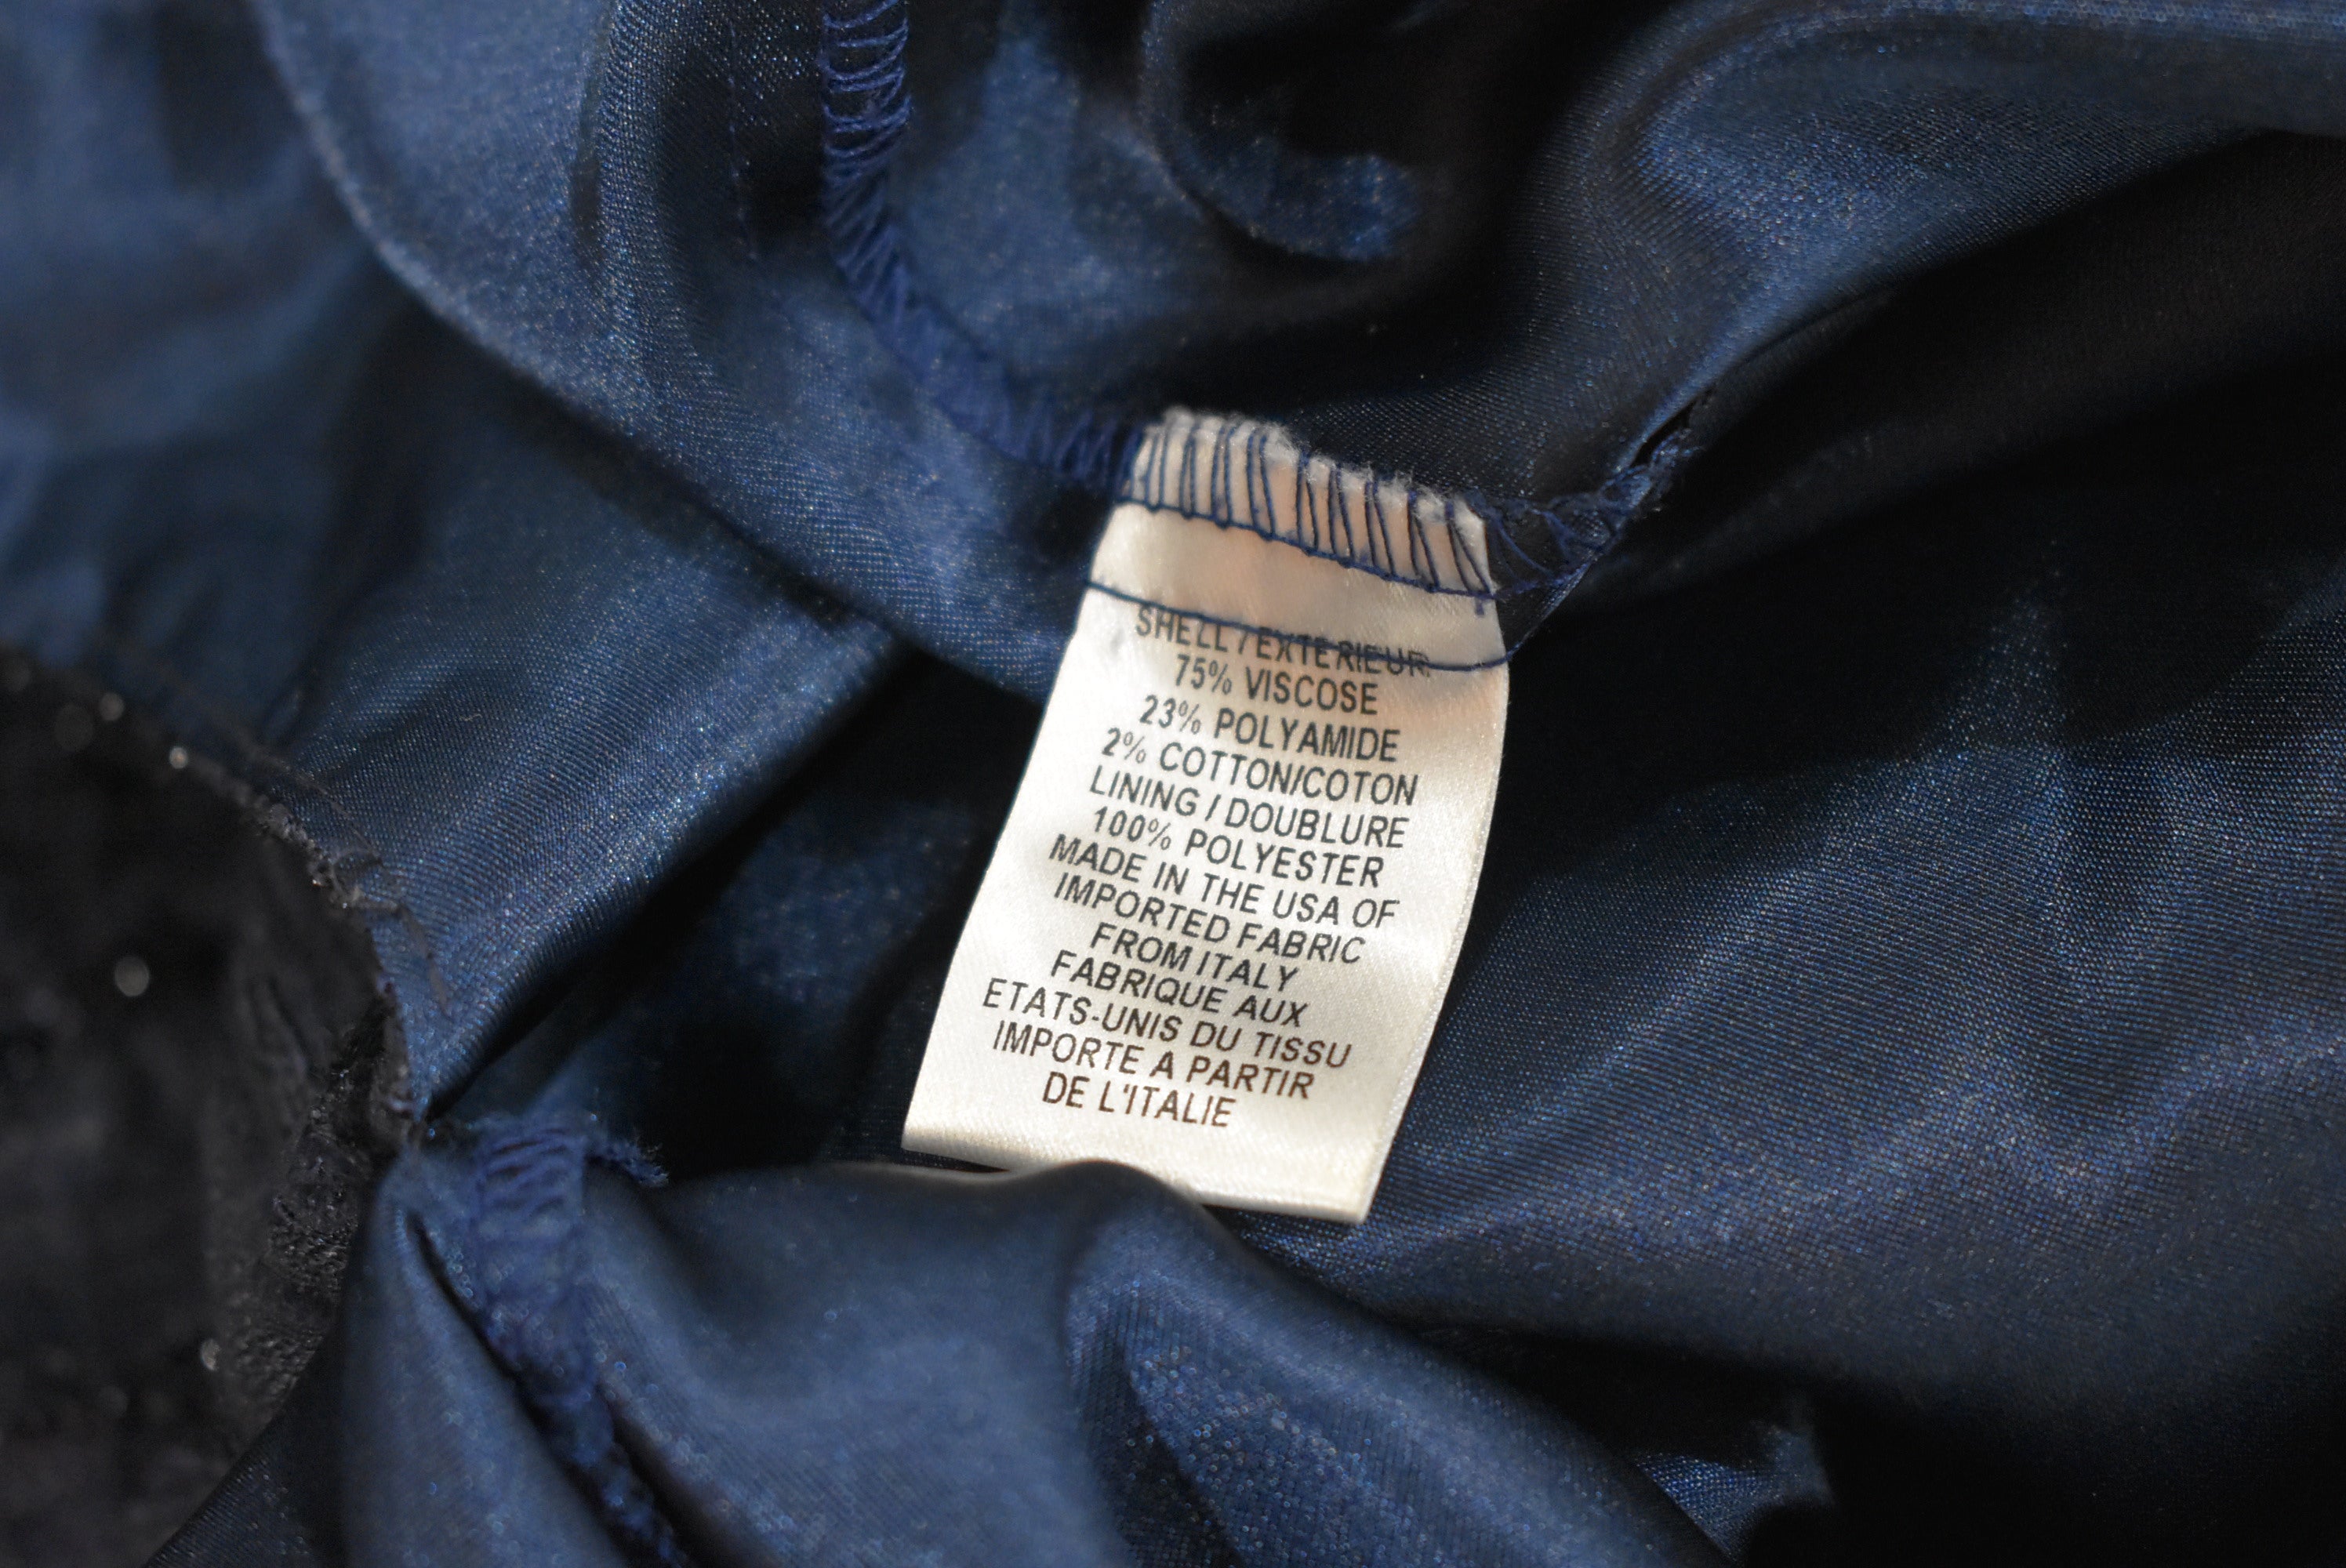 SHELL / EXTERIEUR:
75% VISCOSE
23% POLYAMIDE
2% COTTON/COTON
LINING / DOUBLURE
100% POLYESTER
MADE IN THE USA OF
IMPORTED FABRIC
FROM ITALY
FABRIQUE AUX
ETATS-UNIS DU TISSU
IMPORTE A PARTIR
DE L'ITALIE